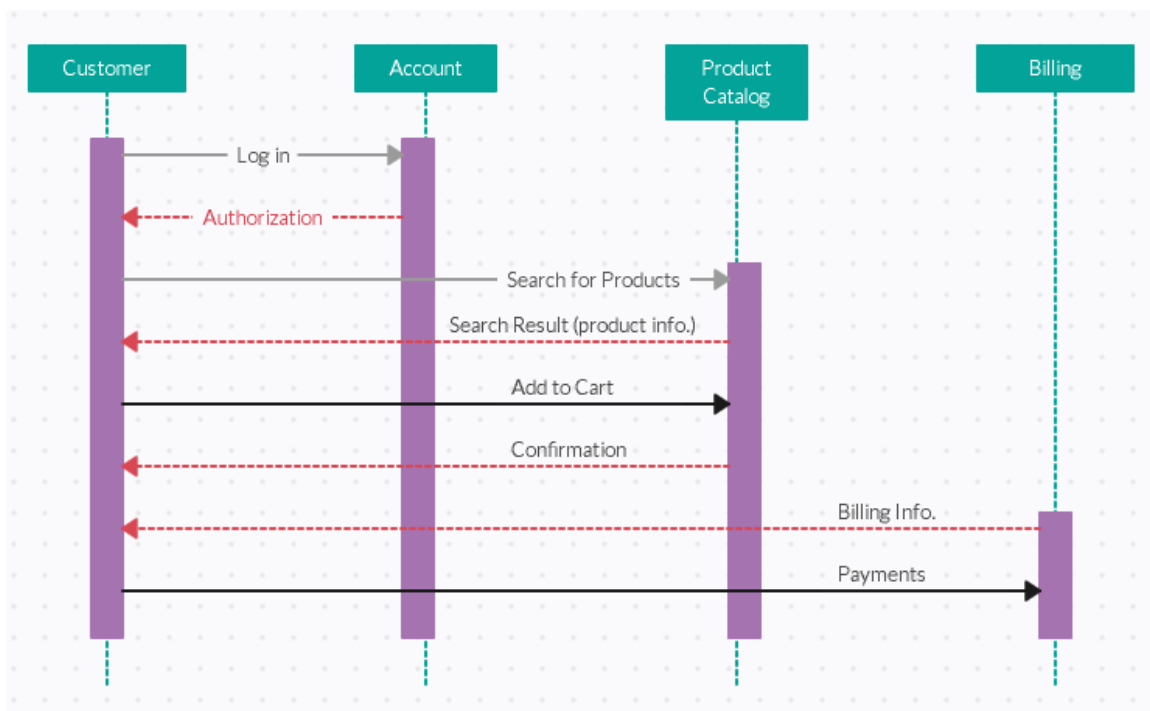 Customer
Account
Product
Catalog
Billing
Log in
Authorization
Search for Products
Search Result (product info.)
Add to Cart
Confirmation
Billing Info.
Payments